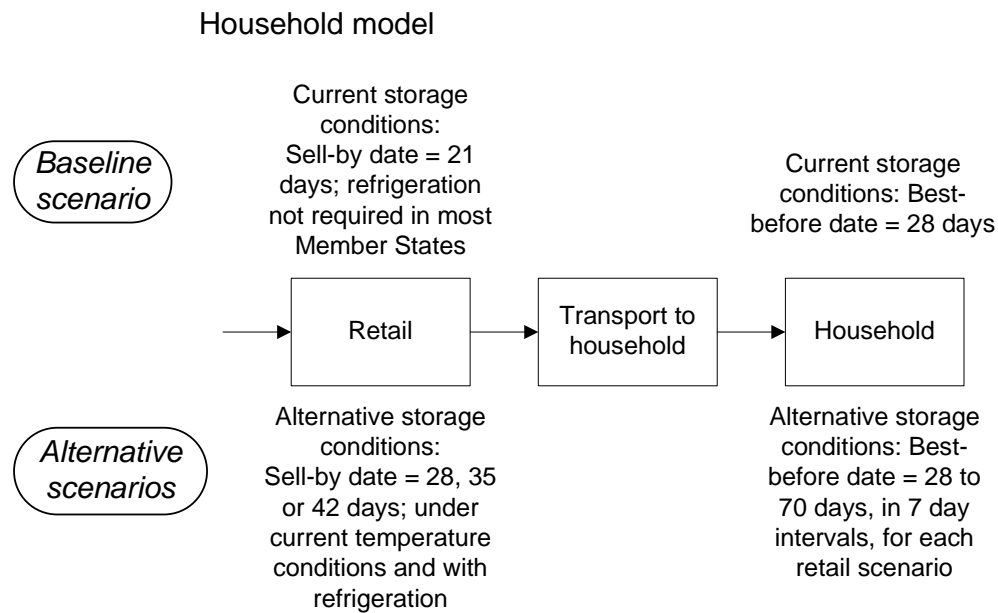 Household model
Current storage
conditions:
Sell-by date = 21
days; refrigeration
not required in most
Member States
Baseline
scenario
Current storage
conditions: Best-
before date = 28 days
Retail
Transport to
household
Household
Alternative
scenarios
Alternative storage
conditions:
Sell-by date = 28, 35
or 42 days; under
current temperature
conditions and with
refrigeration
Alternative storage
conditions: Best-
before date = 28 to
70 days, in 7 day
intervals, for each
retail scenario